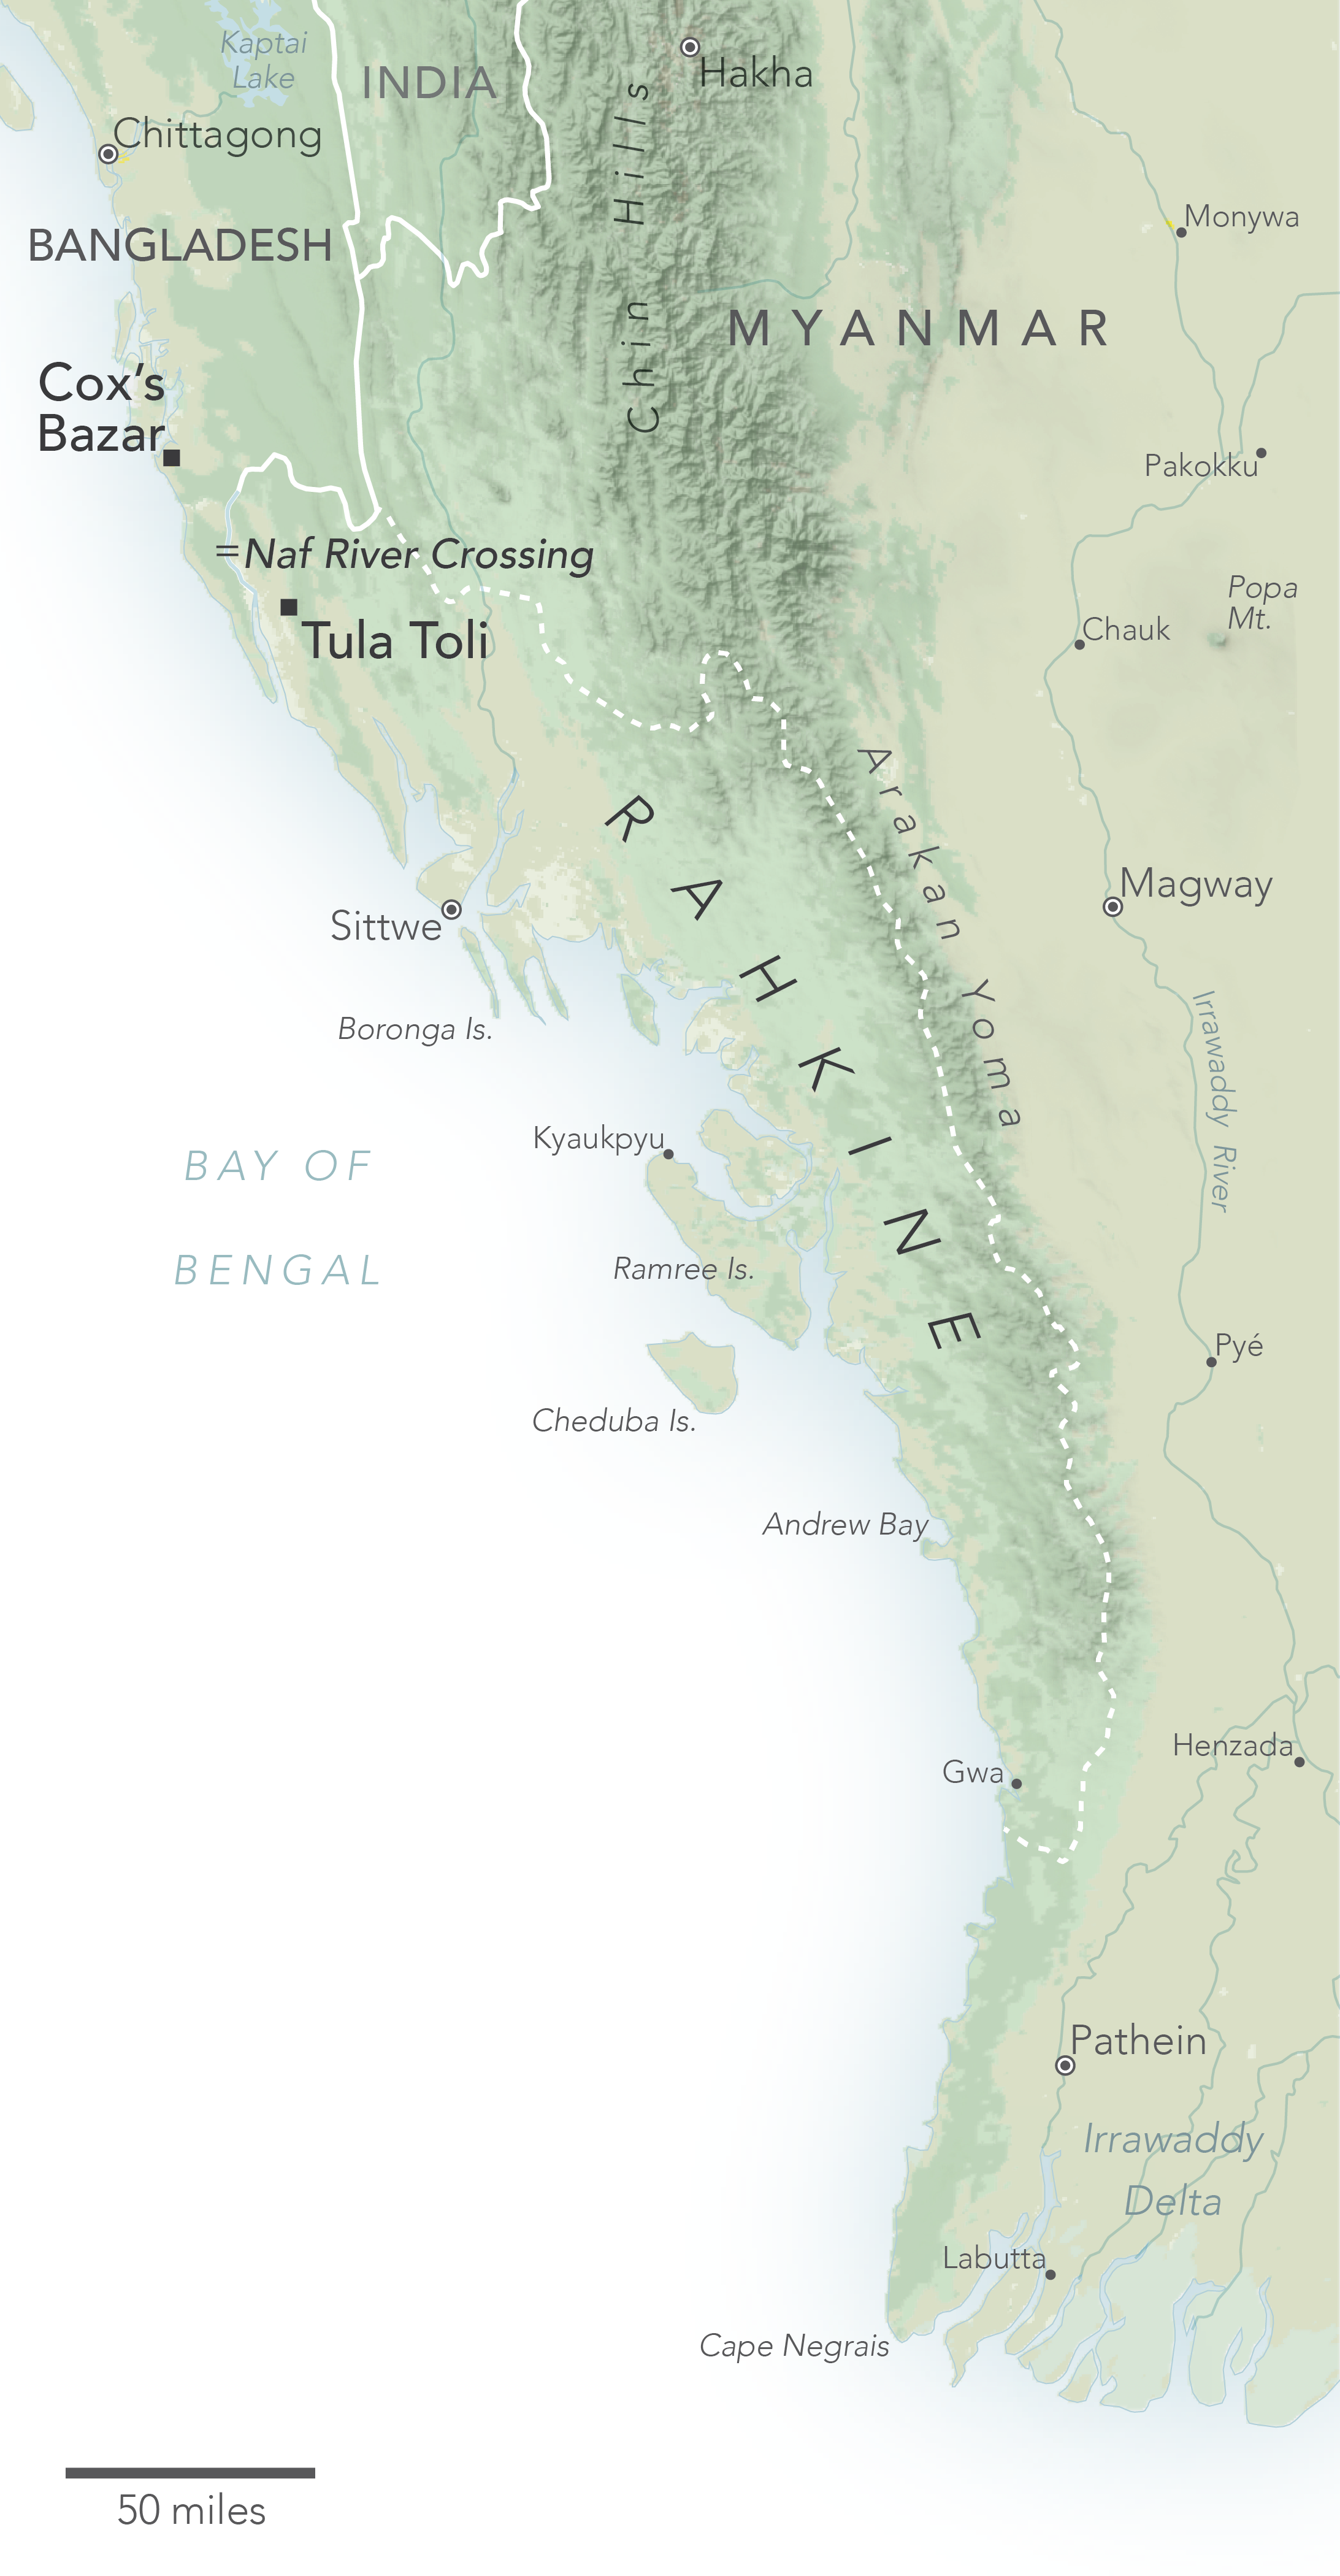 Kaptai
Lake
INDIA
Hakha
Chittagong
Chin Hills
Monywa
BANGLADESH
MYANMAR
Cox’s
Bazar
Pakokku
=Naf River Crossing
Popa
Mt.
Tula Toli
Chauk
Arakan Yoma
RAHKINE
Magway
Sittwe
Irrawaddy River
Boronga Is.
Kyaukpyu
BAY OF
BENGAL
Ramree Is.
Pyé
Cheduba Is.
Andrew Bay
Henzada
Gwa
Pathein
Irrawaddy
Delta
Labutta
Cape Negrais
50 miles